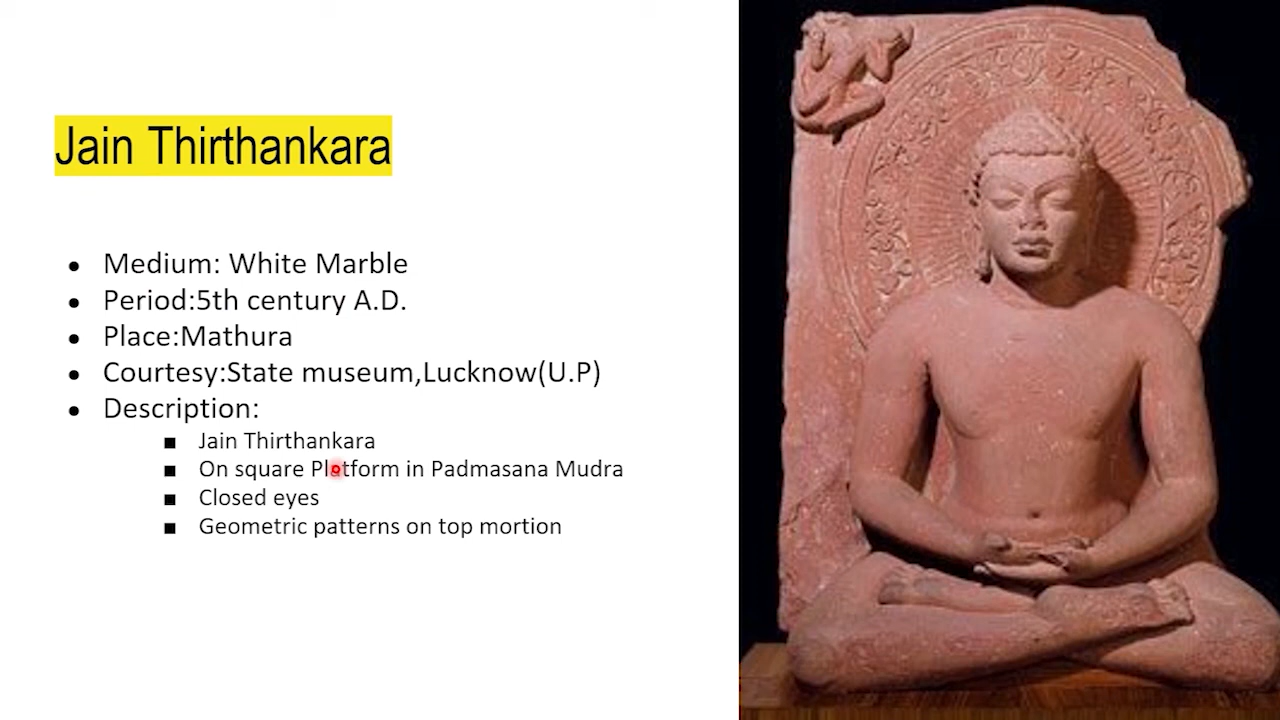 Jain Thirthankara
• Medium: White Marble
• Period:5th century A.D.
• Place:Mathura
• Courtesy:State museum,Lucknow(U.P)
• Description:
■ Jain Thirthankara
■ On square Platform in Padmasana Mudra
■ Closed eyes
■ Geometric patterns on top mortion